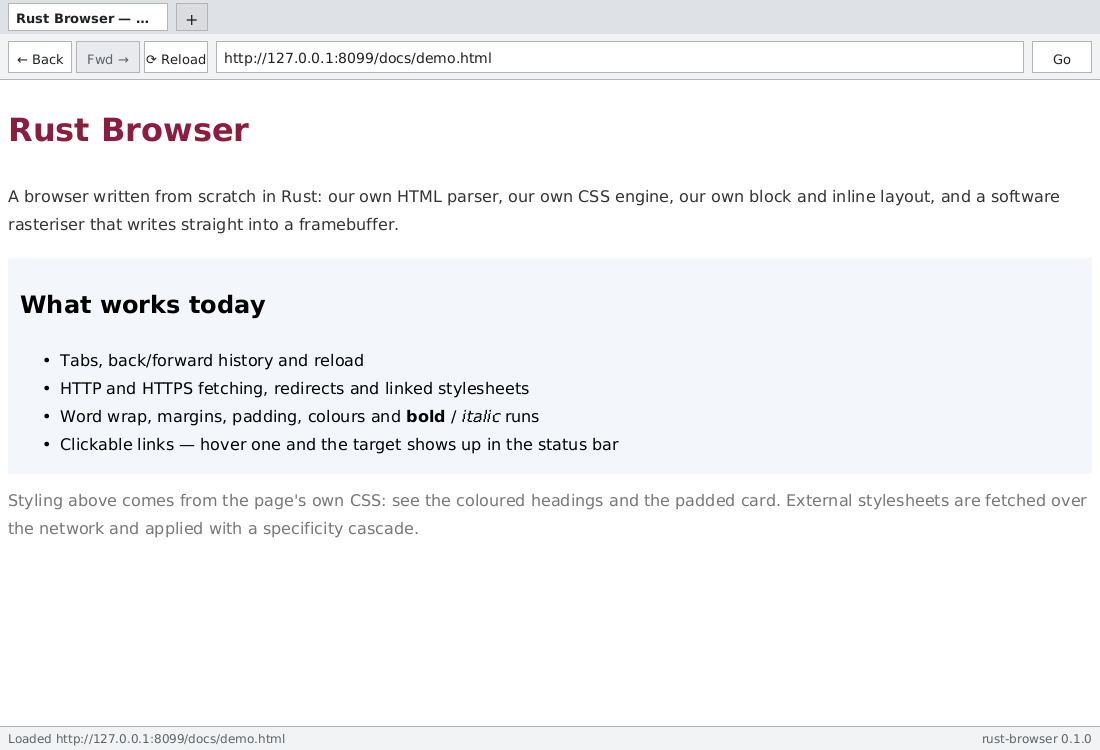 Rust Browser — ...
+
← Back
Fwd →
⟳ Reload
http://127.0.0.1:8099/docs/demo.html
Go
Rust Browser
A browser written from scratch in Rust: our own HTML parser, our own CSS engine, our own block and inline layout, and a software
rasteriser that writes straight into a framebuffer.
What works today
• Tabs, back/forward history and reload
• HTTP and HTTPS fetching, redirects and linked stylesheets
• Word wrap, margins, padding, colours and bold / italic runs
• Clickable links — hover one and the target shows up in the status bar
Styling above comes from the page's own CSS: see the coloured headings and the padded card. External stylesheets are fetched over
the network and applied with a specificity cascade.
Loaded http://127.0.0.1:8099/docs/demo.html
rust-browser 0.1.0